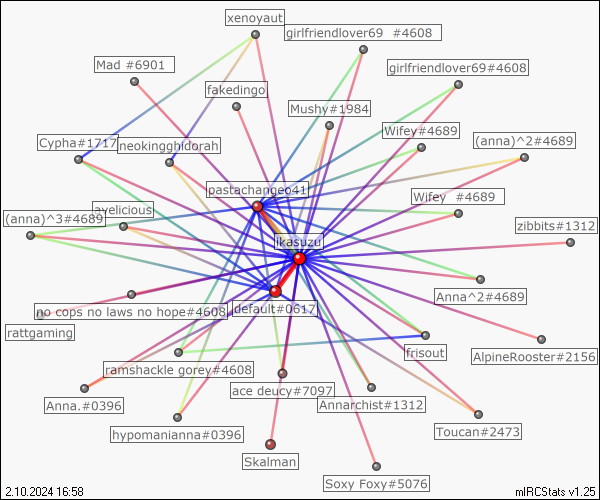 xenoyaut
girlfriendlover69 #4608
Mad #6901
girlfriendlover69#4608
fakedingo
Mushy#1984
Wifey#4689
Cypha#1717
neokingghidorah
(anna)^2#4689
pastachangeo41
Wifey #4689
(anna)^3#4689
ayelicious
zibbits#1312
likasuzu
Anna^2#4689
no cops no laws no hope#4608
default#0617
rattgaming
frisout
AlpineRooster#2156
ramshackle gorey#4608
ace deucy#7097
Anna.#0396
Annarchist#1312
hypomanianna#0396
Toucan#2473
Skalman
Soxy Foxy#5076
2.10.2024 16:58
mIRCStats v1.25